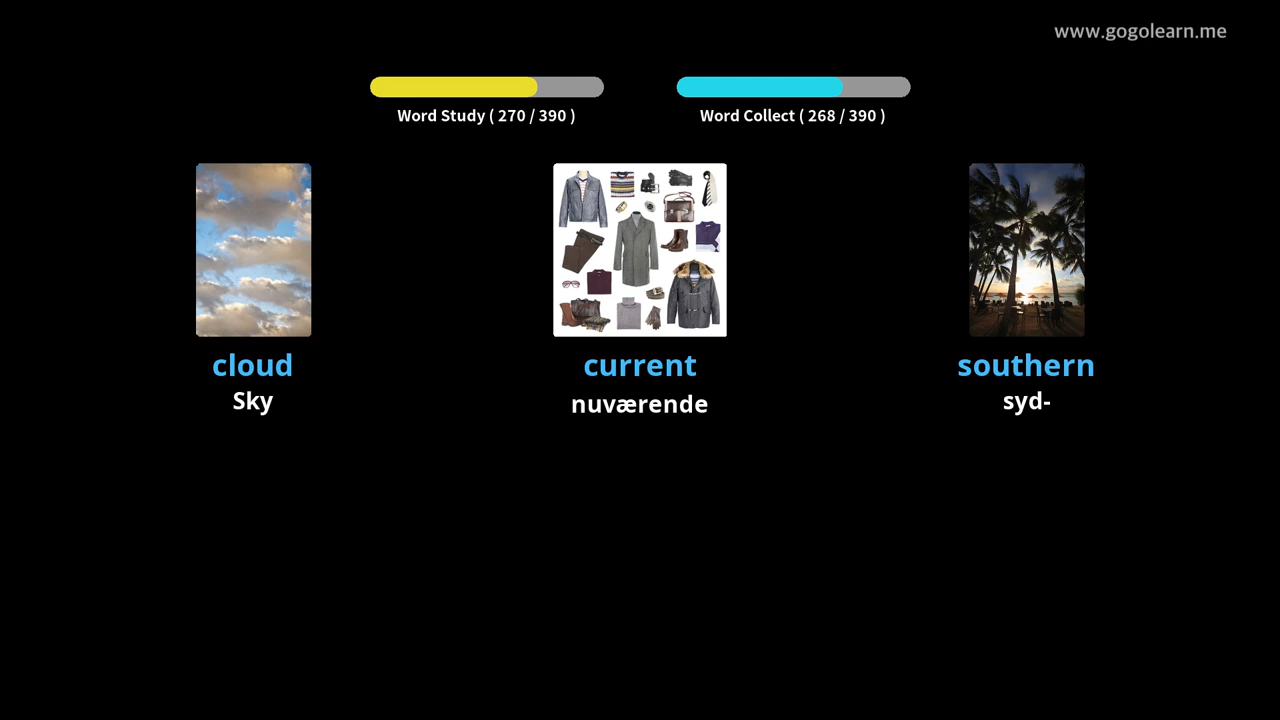 www.gogolearn.me
Word Study ( 270 / 390 )
Word Collect ( 268 / 390 )
cloud
Sky
current
nuværende
southern
syd-